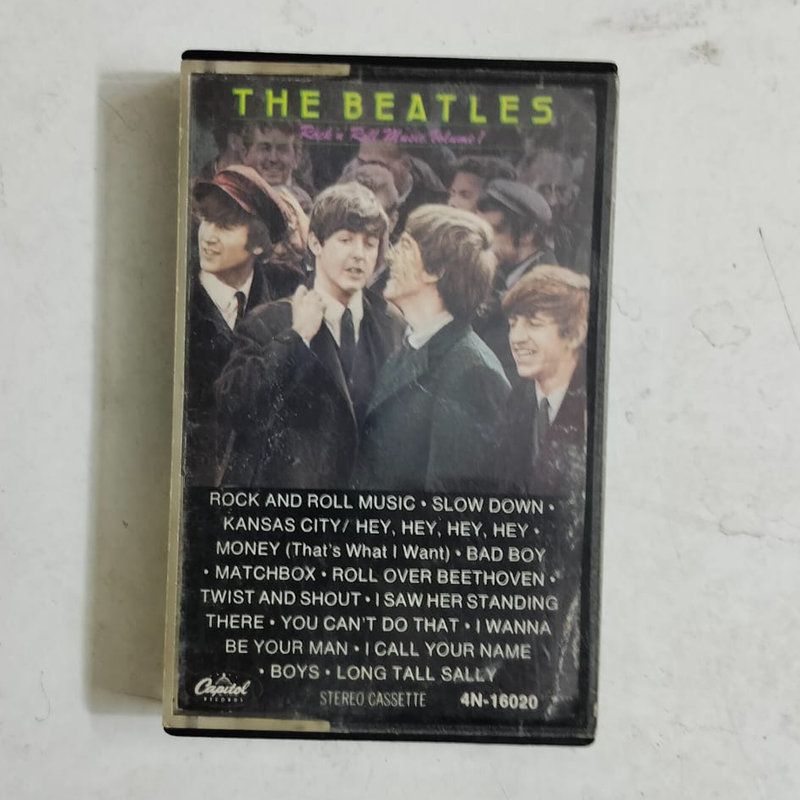 THE BEATLES
Rock 'n' Roll Music, Volume 1
ROCK AND ROLL MUSIC • SLOW DOWN •
KANSAS CITY/ HEY, HEY, HEY, HEY •
MONEY (That's What I Want) • BAD BOY
• MATCHBOX • ROLL OVER BEETHOVEN •
TWIST AND SHOUT • I SAW HER STANDING
THERE • YOU CAN'T DO THAT • I WANNA
BE YOUR MAN • I CALL YOUR NAME
• BOYS • LONG TALL SALLY
Capitol
RECORDS
STEREO CASSETTE 4N-16020